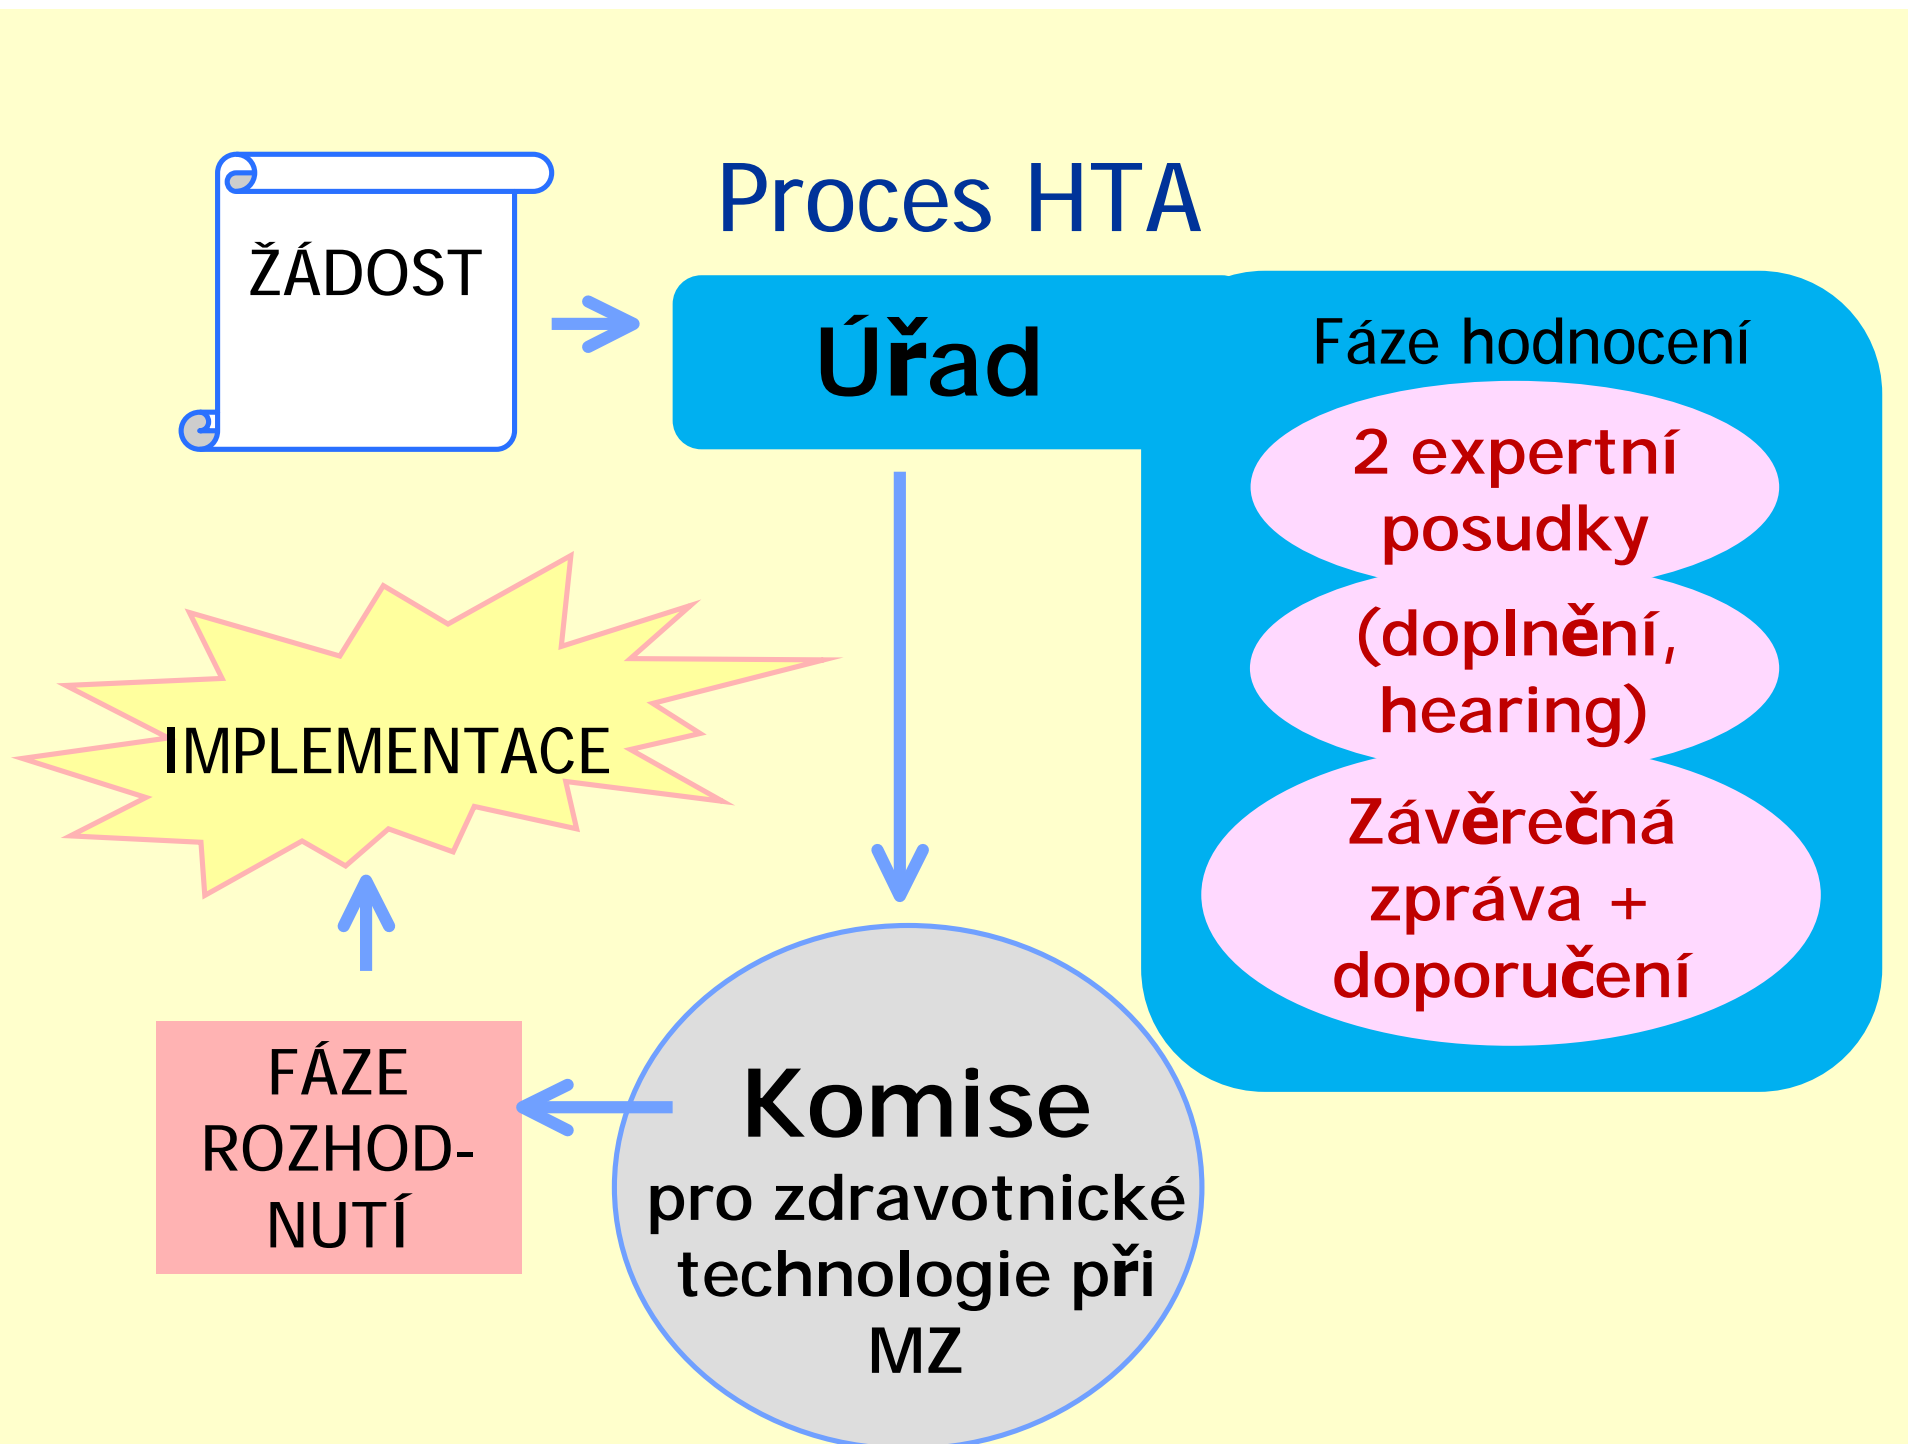 Proces HTA
ŽÁDOST
Úřad
Fáze hodnocení
2 expertní
posudky
(doplnění,
hearing)
Závěrečná
zpráva +
doporučení
IMPLEMENTACE
FÁZE
ROZHOD-
NUTÍ
Komise
pro zdravotnické
technologie při
MZ